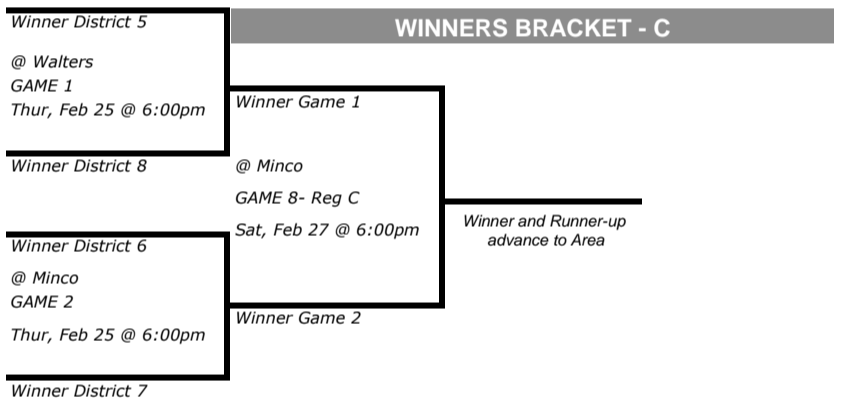 WINNERS BRACKET - C
Winner District 5
@ Walters
GAME 1
Thur, Feb 25 @ 6:00pm
Winner District 8
Winner Game 1
@ Minco
GAME 8- Reg C
Sat, Feb 27 @ 6:00pm
Winner Game 2
Winner and Runner-up
advance to Area
Winner District 6
@ Minco
GAME 2
Thur, Feb 25 @ 6:00pm
Winner District 7